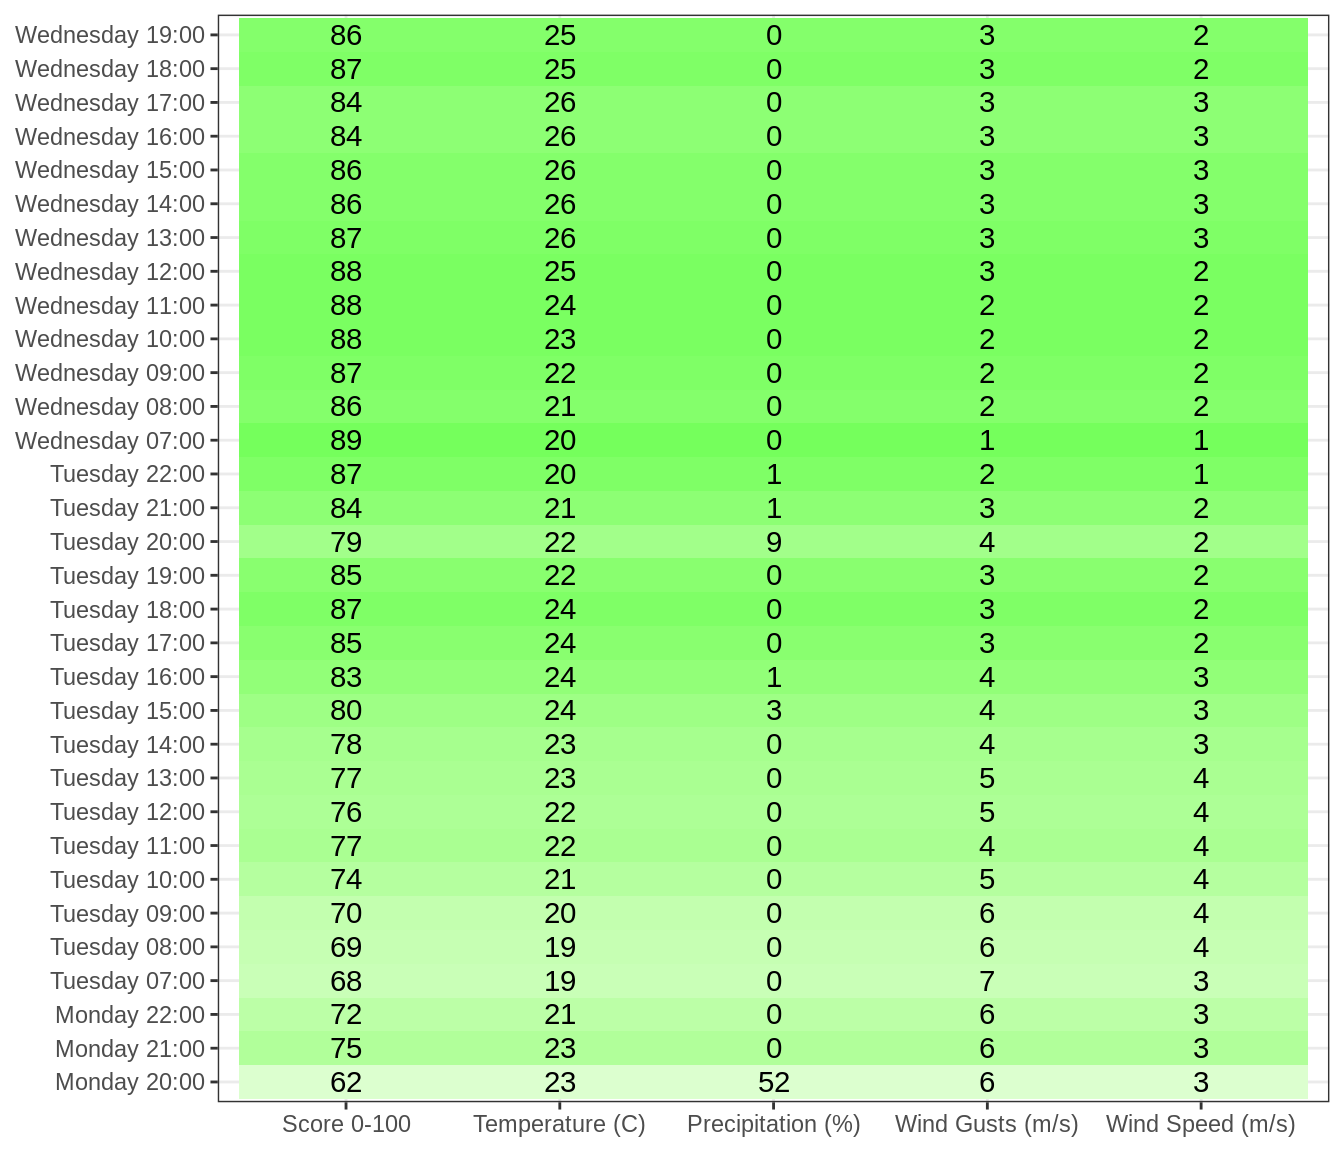 Wednesday 19:00 86 25 0 3 2
Wednesday 18:00 87 25 0 3 2
Wednesday 17:00 84 26 0 3 3
Wednesday 16:00 84 26 0 3 3
Wednesday 15:00 86 26 0 3 3
Wednesday 14:00 86 26 0 3 3
Wednesday 13:00 87 26 0 3 3
Wednesday 12:00 88 25 0 3 2
Wednesday 11:00 88 24 0 2 2
Wednesday 10:00 88 23 0 2 2
Wednesday 09:00 87 22 0 2 2
Wednesday 08:00 86 21 0 2 2
Wednesday 07:00 89 20 0 1 1
Tuesday 22:00 87 20 1 2 1
Tuesday 21:00 84 21 1 3 2
Tuesday 20:00 79 22 9 4 2
Tuesday 19:00 85 22 0 3 2
Tuesday 18:00 87 24 0 3 2
Tuesday 17:00 85 24 0 3 2
Tuesday 16:00 83 24 1 4 3
Tuesday 15:00 80 24 3 4 3
Tuesday 14:00 78 23 0 4 3
Tuesday 13:00 77 23 0 5 4
Tuesday 12:00 76 22 0 5 4
Tuesday 11:00 77 22 0 4 4
Tuesday 10:00 74 21 0 5 4
Tuesday 09:00 70 20 0 6 4
Tuesday 08:00 69 19 0 6 4
Tuesday 07:00 68 19 0 7 3
Monday 22:00 72 21 0 6 3
Monday 21:00 75 23 0 6 3
Monday 20:00 62 23 52 6 3
Score 0-100 Temperature (C) Precipitation (%) Wind Gusts (m/s) Wind Speed (m/s)